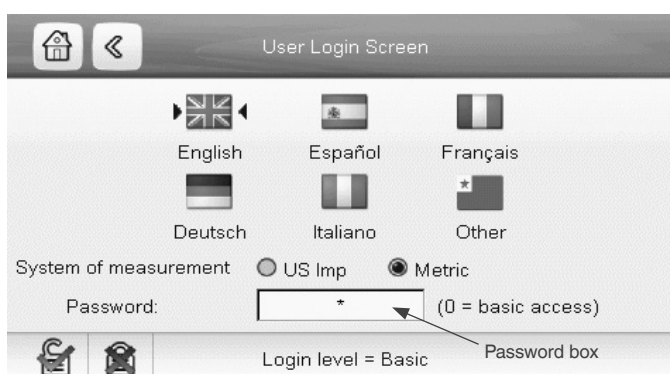 User Login Screen
English Español Français
Deutsch Italiano Other
System of measurement US Imp Metric
Password: * (0 = basic access)
Login level = Basic
Password box